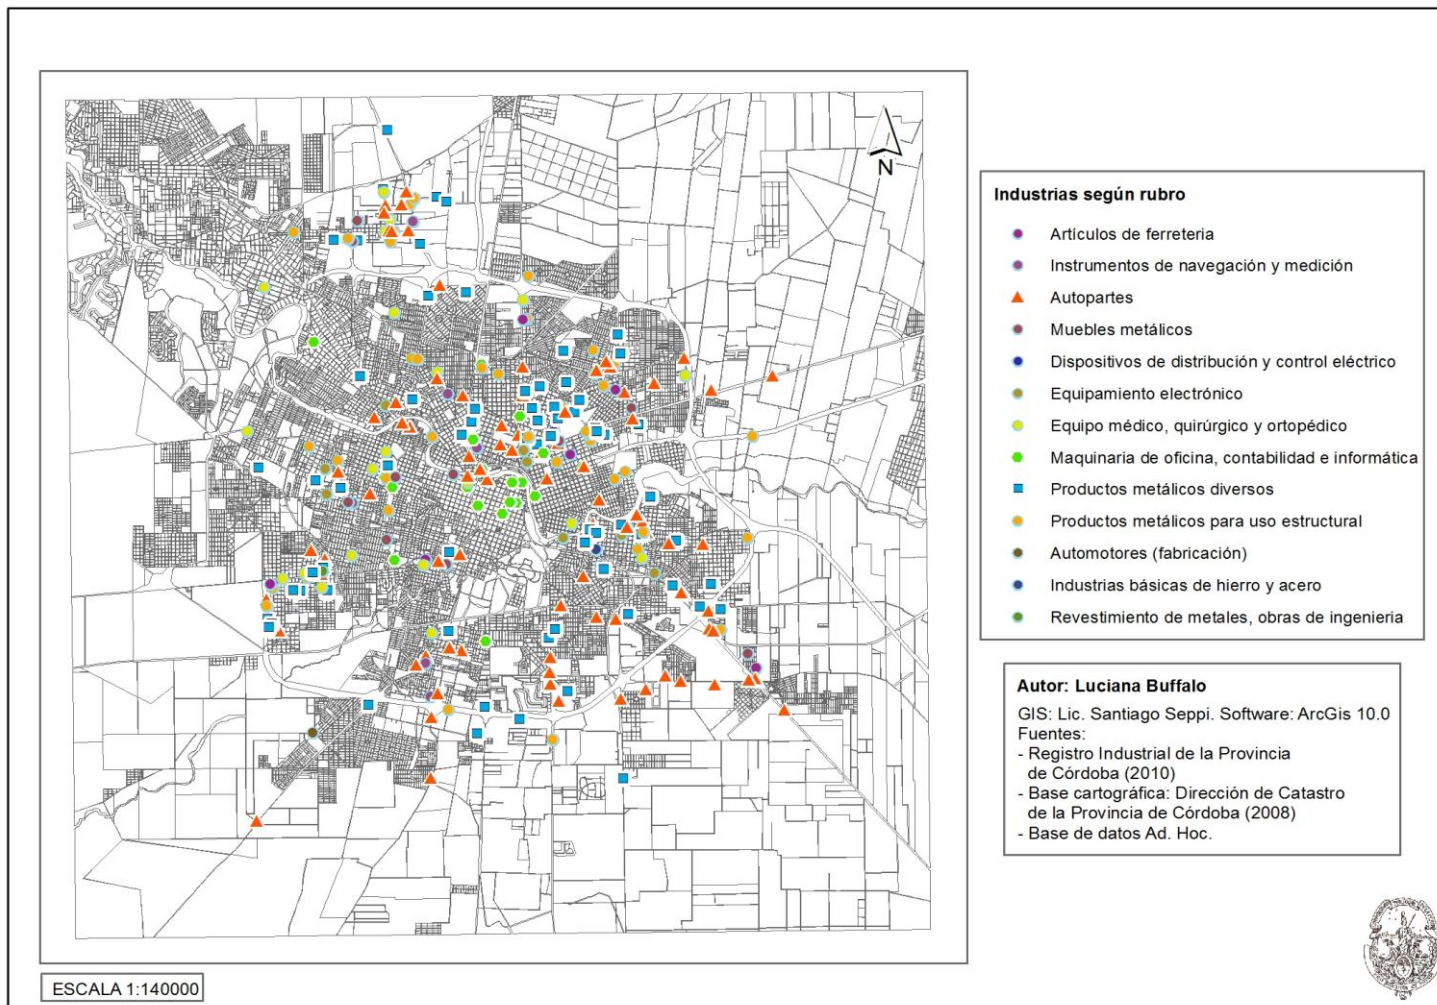 N
Industrias según rubro
Artículos de ferreteria
Instrumentos de navegación y medición
Autopartes
Muebles metálicos
Dispositivos de distribución y control eléctrico
Equipamiento electrónico
Equipo médico, quirúrgico y ortopédico
Maquinaria de oficina, contabilidad e informática
Productos metálicos diversos
Productos metálicos para uso estructural
Automotores (fabricación)
Industrias básicas de hierro y acero
Revestimiento de metales, obras de ingenieria
Autor: Luciana Buffalo
GIS: Lic. Santiago Seppi. Software: ArcGis 10.0
Fuentes:
- Registro Industrial de la Provincia
de Córdoba (2010)
- Base cartográfica: Dirección de Catastro
de la Provincia de Córdoba (2008)
- Base de datos Ad. Hoc.
ESCALA 1:140000